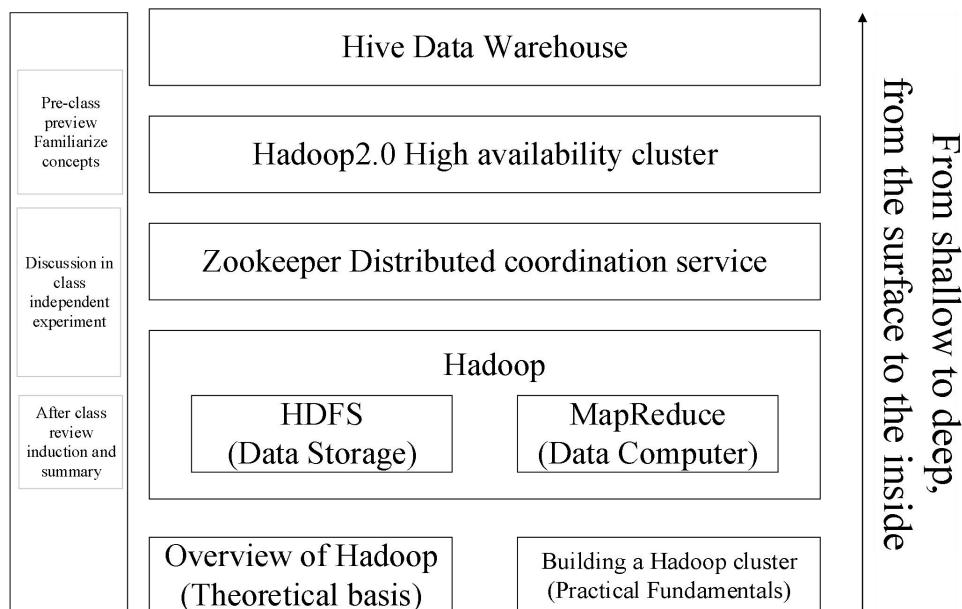 Pre-class
preview
Familiarize
concepts
Discussion in
class
independent
experiment
After class
review
induction and
summary
Hive Data Warehouse
Hadoop2.0 High availability cluster
Zookeeper Distributed coordination service
Hadoop
HDFS
(Data Storage)
MapReduce
(Data Computer)
Overview of Hadoop
(Theoretical basis)
Building a Hadoop cluster
(Practical Fundamentals)
From shallow to deep,
from the surface to the inside